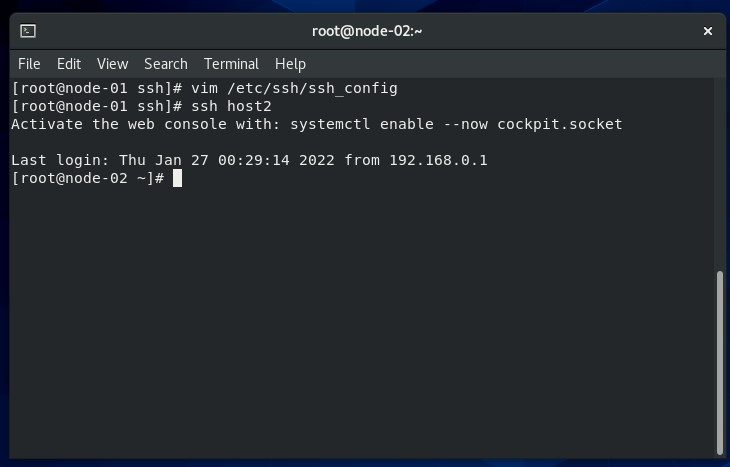 root@node-02:~
File Edit View Search Terminal Help
[root@node-01 ssh]# vim /etc/ssh/ssh_config
[root@node-01 ssh]# ssh host2
Activate the web console with: systemctl enable --now cockpit.socket
Last login: Thu Jan 27 00:29:14 2022 from 192.168.0.1
[root@node-02 ~]#